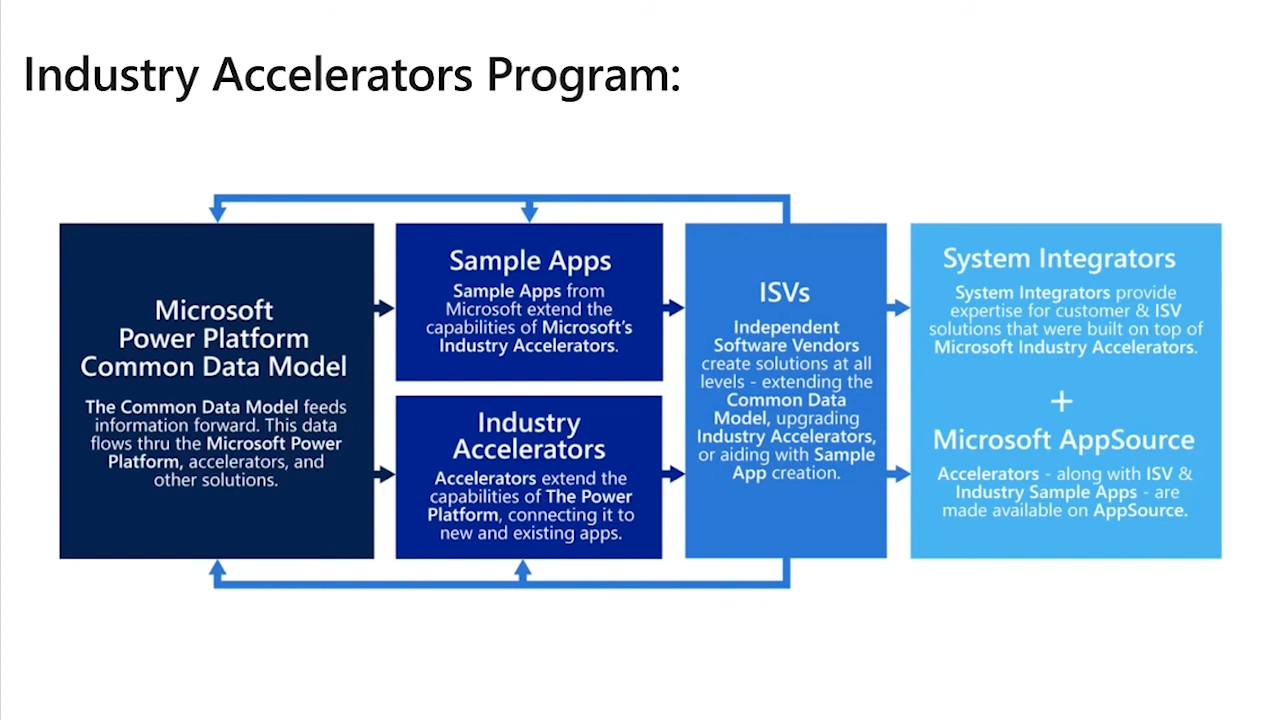 Industry Accelerators Program:
Microsoft
Power Platform
Common Data Model
The Common Data Model feeds
information forward. This data
flows thru the Microsoft Power
Platform, accelerators, and
other solutions.
Sample Apps
Sample Apps from
Microsoft extend the
capabilities of Microsoft's
Industry Accelerators.
Industry
Accelerators
Accelerators extend the
capabilities of The Power
Platform, connecting it to
new and existing apps.
ISVs
Independent
Software Vendors
create solutions at all
levels - extending the
Common Data
Model, upgrading
Industry Accelerators,
or aiding with Sample
App creation.
System Integrators
System Integrators provide
expertise for customer & ISV
solutions that were built on top of
Microsoft Industry Accelerators.
+
Microsoft AppSource
Accelerators - along with ISV &
Industry Sample Apps - are
made available on AppSource.